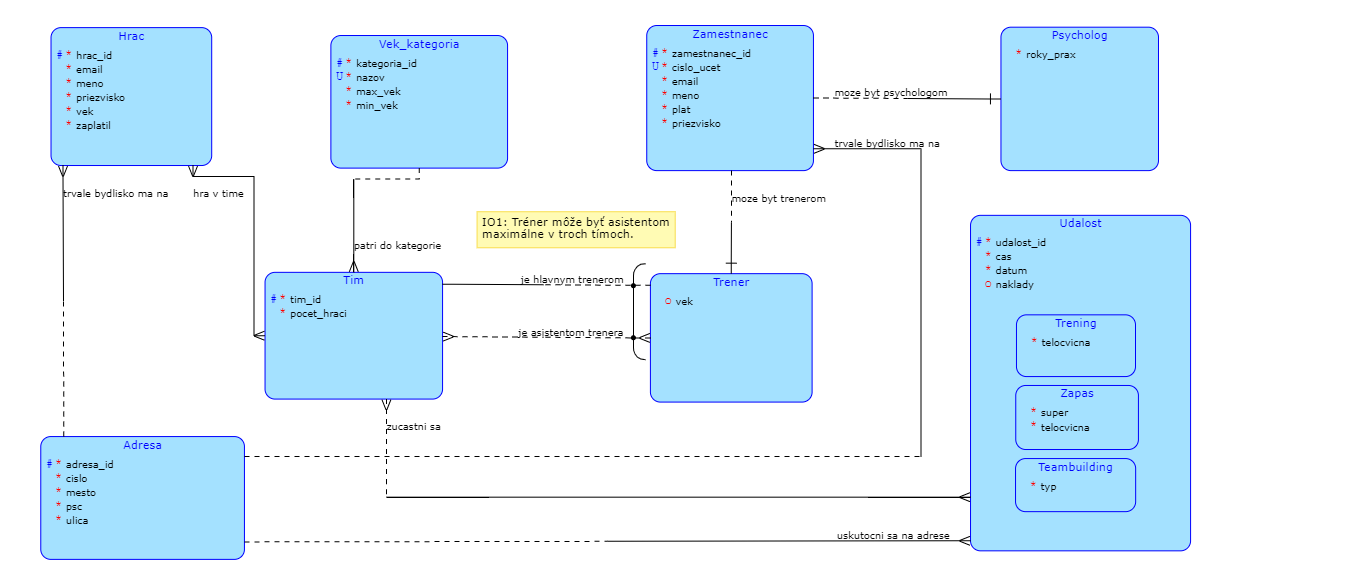 Hrac
# * hrac_id
* email
* meno
* priezvisko
* vek
* zaplatil
Vek_kategoria
# * kategoria_id
U * nazov
* max_vek
* min_vek
Zamestnanec
# * zamestnanec_id
U * cislo_ucet
* email
* meno
* plat
* priezvisko
Psycholog
* roky_prax
moze byt psychologom
trvale bydlisko ma na
trvale bydlisko ma na
hra v time
moze byt trenerom
IO1: Tréner môže byť asistentom
maximálne v troch tímoch.
patri do kategorie
Tim
# * tim_id
* pocet_hraci
je hlavnym trenerom
je asistentom trenera
Trener
o vek
Udalost
# * udalost_id
* cas
* datum
o naklady
Trening
* telocvicna
Zapas
* super
* telocvicna
Teambuilding
* typ
zucastni sa
Adresa
# * adresa_id
* cislo
* mesto
* psc
* ulica
uskutocni sa na adrese